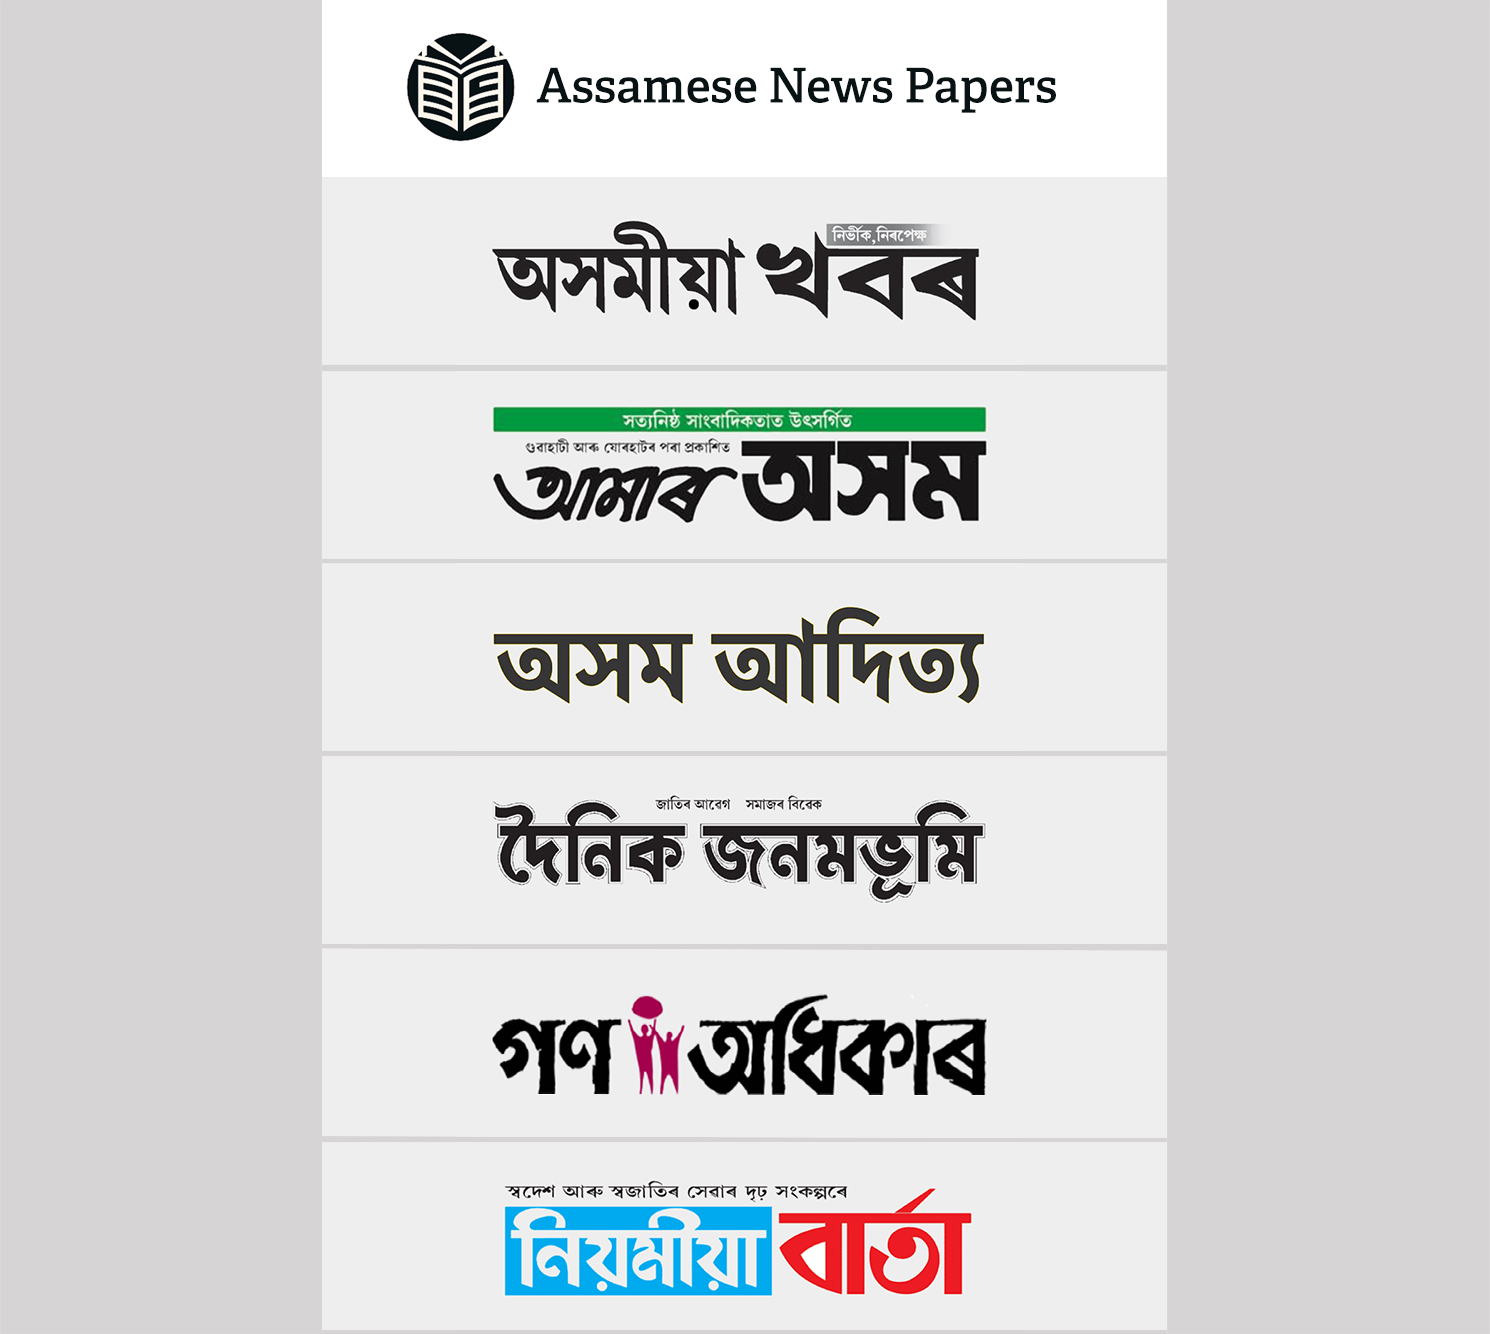 Assamese News Papers
নিৰ্ভীক,নিৰপেক্ষ
অসমীয়া খবৰ
সত্যনিষ্ঠ সাংবাদিকতাত উৎসৰ্গিত
গুৱাহাটী আৰু যোৰহাটৰ পৰা প্ৰকাশিত
আমাৰ অসম
অসম আদিত্য
জাতিৰ আৱেগ সমাজৰ বিৱেক
দৈনিক জনমভূমি
গণ অধিকাৰ
স্বদেশ আৰু স্বজাতিৰ সেৱাৰ দৃঢ় সংকল্পৰে
নিয়মীয়া বাৰ্তা